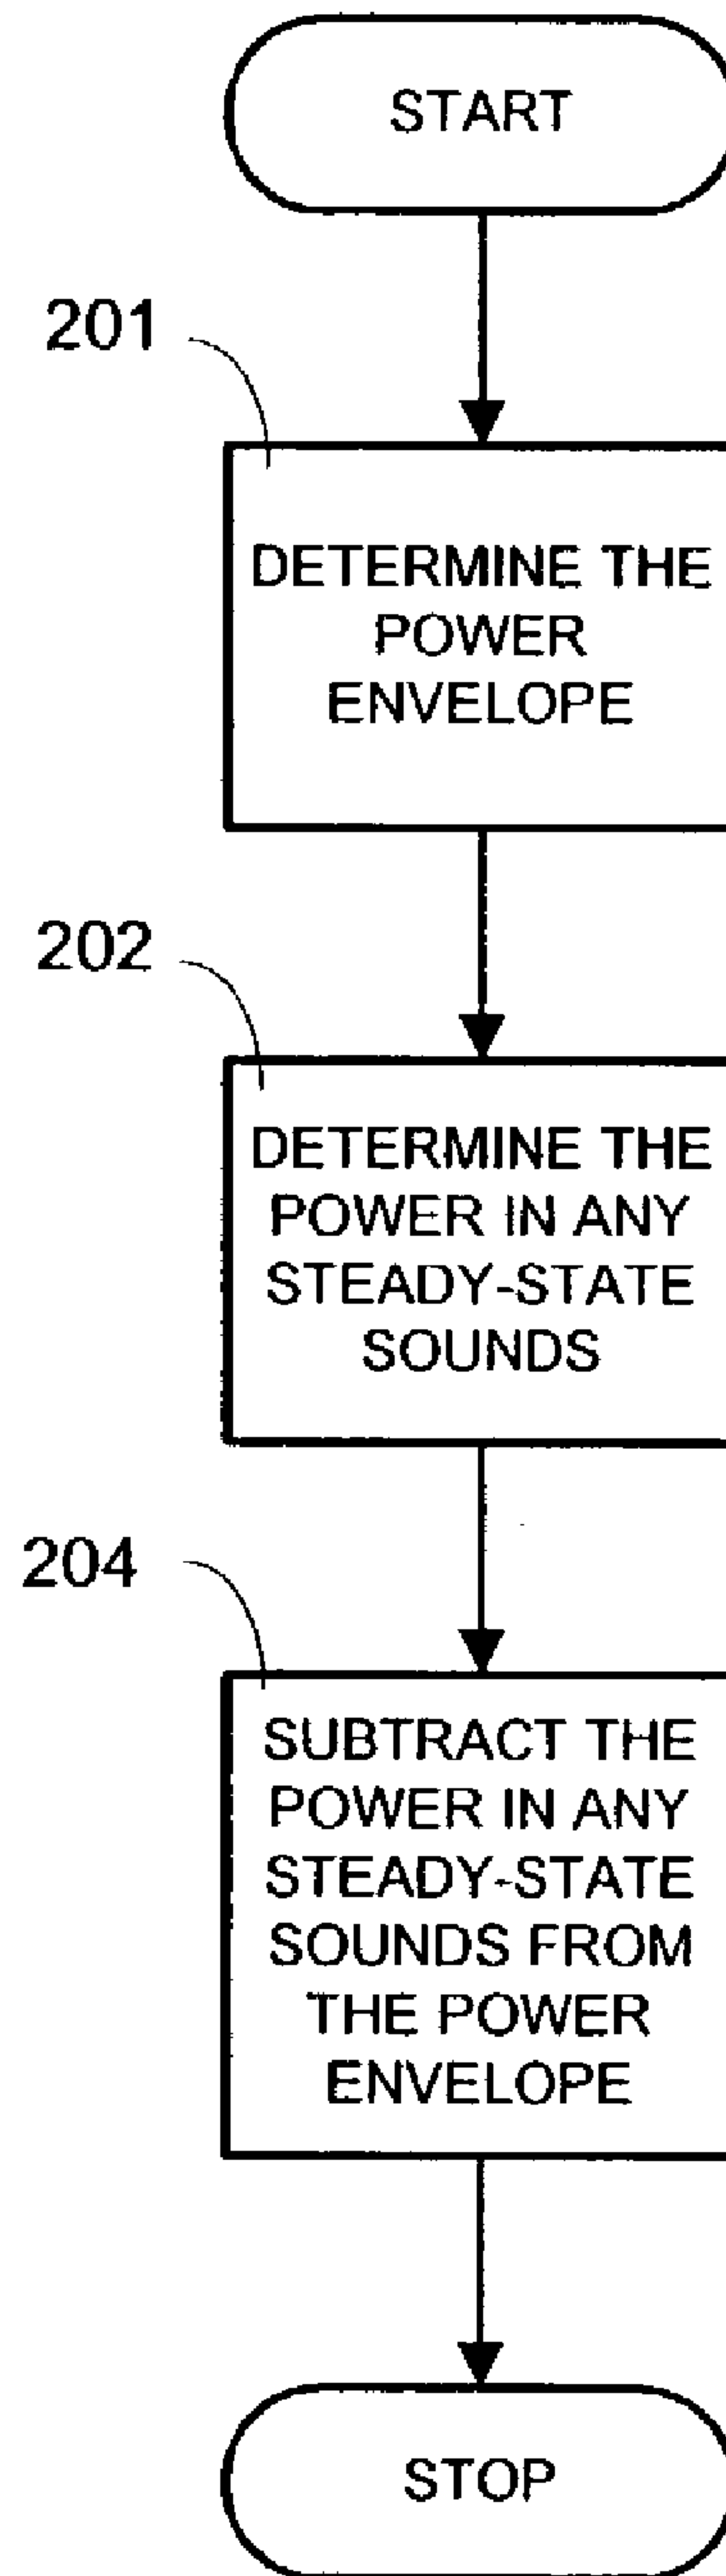 START
201
DETERMINE THE
POWER
ENVELOPE
202
DETERMINE THE
POWER IN ANY
STEADY-STATE
SOUNDS
204
SUBTRACT THE
POWER IN ANY
STEADY-STATE
SOUNDS FROM
THE POWER
ENVELOPE
STOP